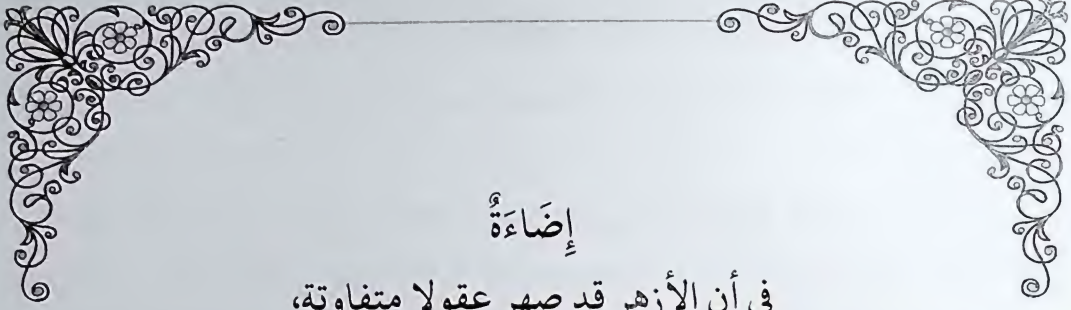 إِضَاءَةٌ
في أن الأزهر قد صهر عقولا متفاوتة،